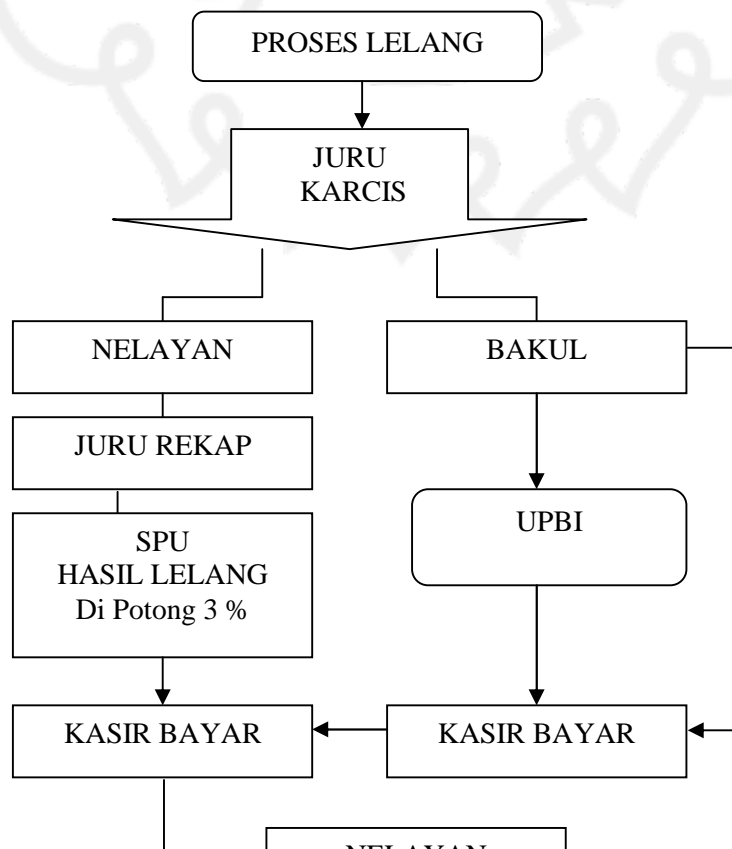 PROSES LELANG
JURU
KARCIS
NELAYAN
BAKUL
JURU REKAP
UPBI
SPU
HASIL LELANG
Di Potong 3 %
KASIR BAYAR
KASIR BAYAR
NELAYAN